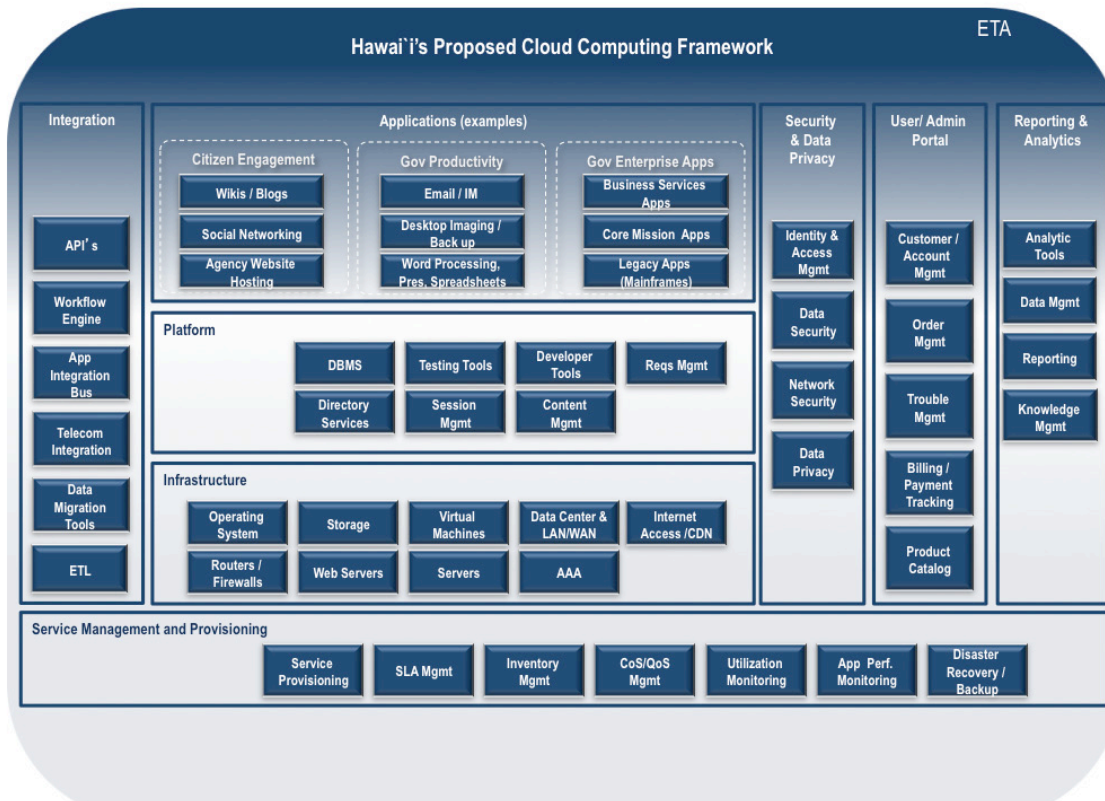 ETA
Hawai`i's Proposed Cloud Computing Framework
Integration
API's
Workflow
Engine
App
Integration
Bus
Telecom
Integration
Data
Migration
Tools
ETL
Applications (examples)
Citizen Engagement
Wikis / Blogs
Social Networking
Agency Website
Hosting
Gov Productivity
Email / IM
Desktop Imaging /
Back up
Word Processing,
Pres. Spreadsheets
Gov Enterprise Apps
Business Services
Apps
Core Mission Apps
Legacy Apps
(Mainframes)
Platform
DBMS
Testing Tools
Developer
Tools
Reqs Mgmt
Directory
Services
Session
Mgmt
Content
Mgmt
Infrastructure
Operating
System
Storage
Virtual
Machines
Data Center &
LAN/WAN
Internet
Access /CDN
Routers /
Firewalls
Web Servers
Servers
AAA
Security
& Data
Privacy
Identity &
Access
Mgmt
Data
Security
Network
Security
Data
Privacy
User/ Admin
Portal
Customer /
Account
Mgmt
Order
Mgmt
Trouble
Mgmt
Billing /
Payment
Tracking
Product
Catalog
Reporting &
Analytics
Analytic
Tools
Data Mgmt
Reporting
Knowledge
Mgmt
Service Management and Provisioning
Service
Provisioning
SLA Mgmt
Inventory
Mgmt
CoS/QoS
Mgmt
Utilization
Monitoring
App Perf.
Monitoring
Disaster
Recovery /
Backup